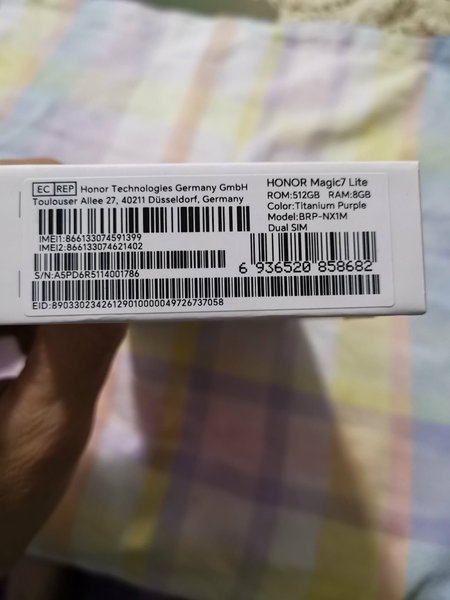 EC REP Honor Technologies Germany GmbH
Toulouser Allee 27, 40211 Düsseldorf, Germany
IMEI1:866133074591399
IMEI2:866133074621402
S/N:A5PD6R5114001786
EID:89033023426129010000049726737058
HONOR Magic7 Lite
ROM:512GB RAM:8GB
Color:Titanium Purple
Model:BRP-NX1M
Dual SIM
6 936520 858682